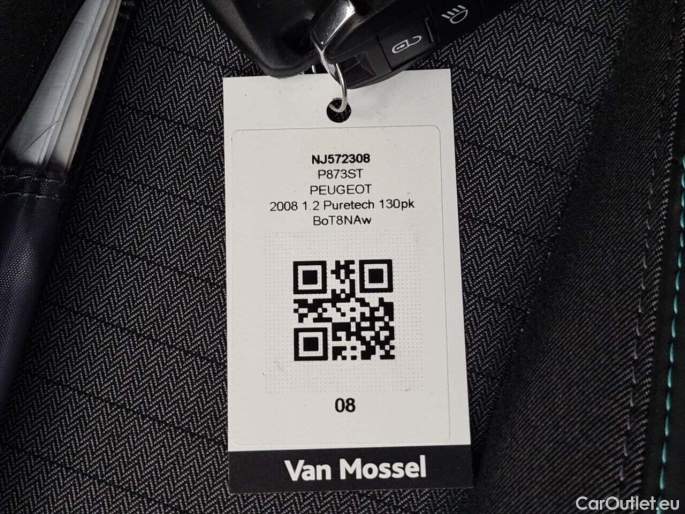 NJ572308
P873ST
PEUGEOT
2008 1.2 Puretech 130pk
BoT8NAw
08
Van Mossel
CarOutlet.eu